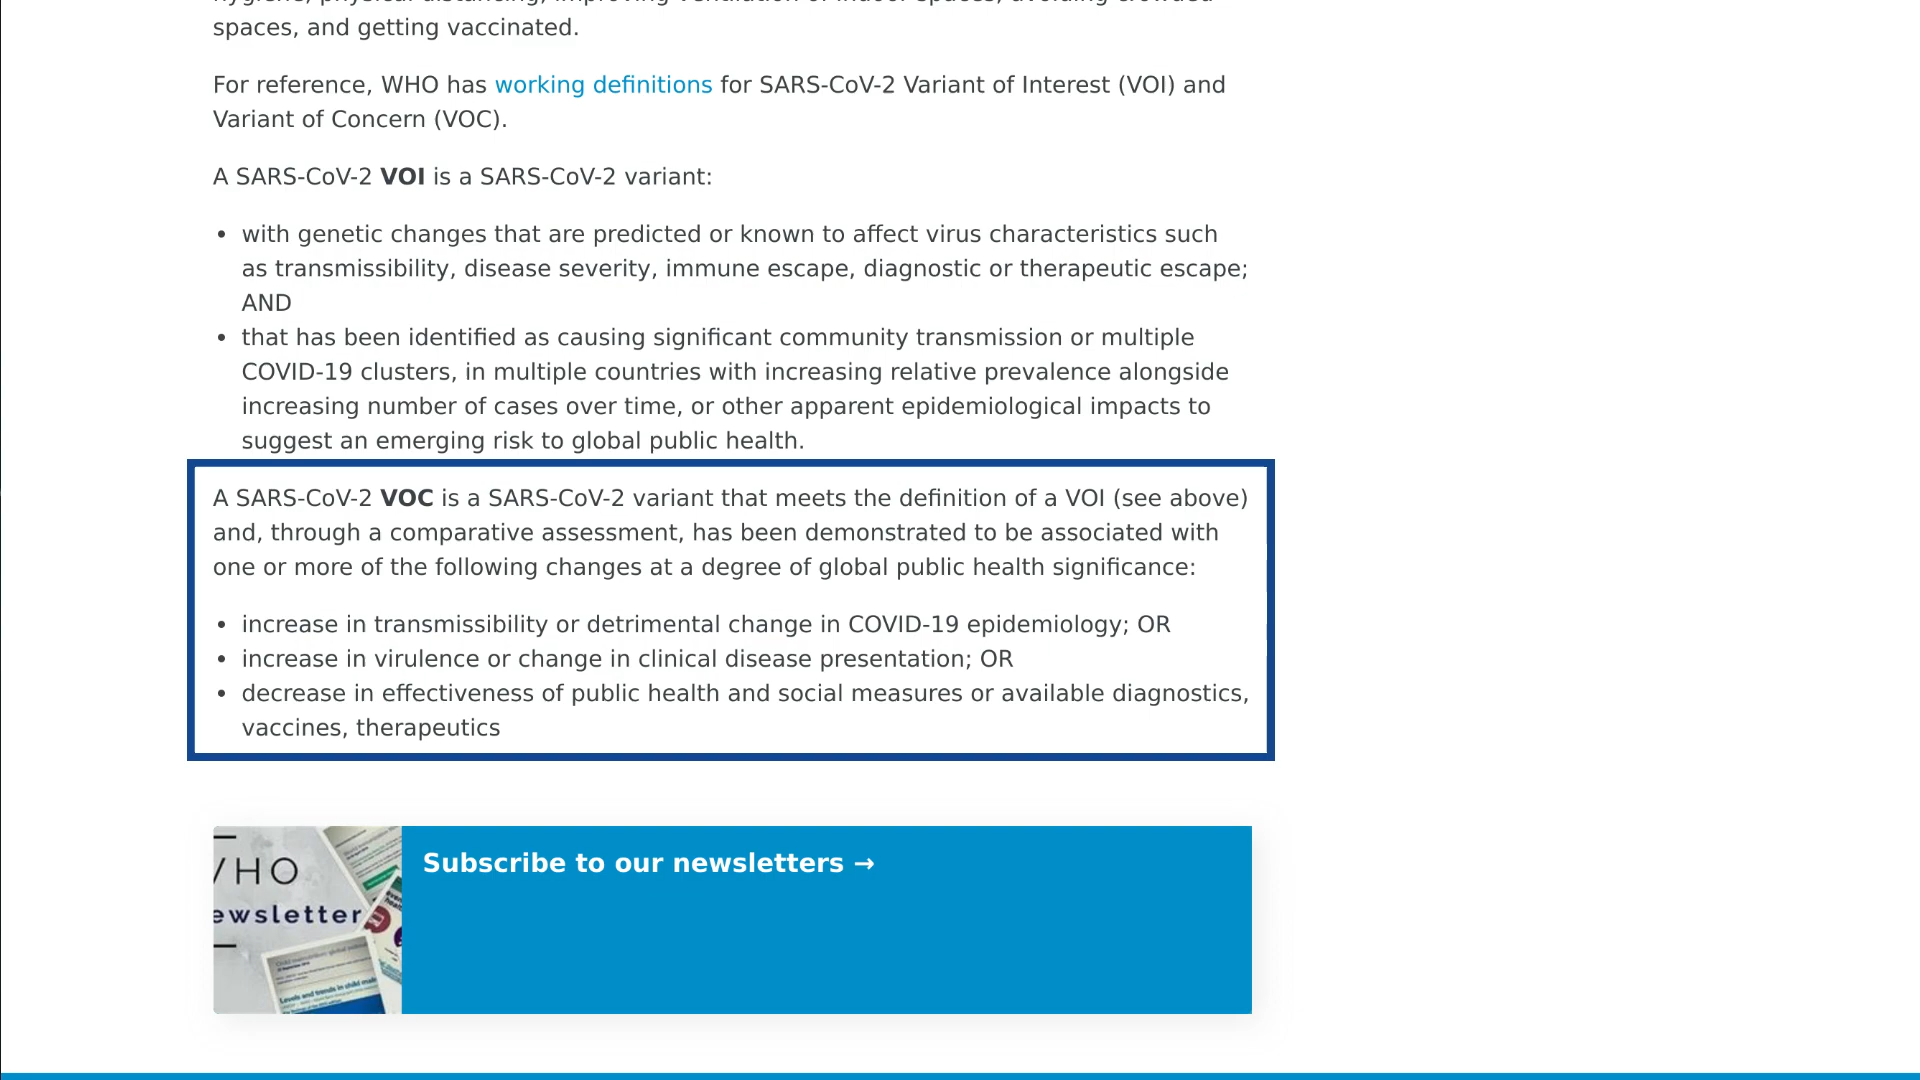 spaces, and getting vaccinated.
For reference, WHO has working definitions for SARS-CoV-2 Variant of Interest (VOI) and
Variant of Concern (VOC).
A SARS-CoV-2 VOI is a SARS-CoV-2 variant:
• with genetic changes that are predicted or known to affect virus characteristics such
as transmissibility, disease severity, immune escape, diagnostic or therapeutic escape;
AND
• that has been identified as causing significant community transmission or multiple
COVID-19 clusters, in multiple countries with increasing relative prevalence alongside
increasing number of cases over time, or other apparent epidemiological impacts to
suggest an emerging risk to global public health.
A SARS-CoV-2 VOC is a SARS-CoV-2 variant that meets the definition of a VOI (see above)
and, through a comparative assessment, has been demonstrated to be associated with
one or more of the following changes at a degree of global public health significance:
• increase in transmissibility or detrimental change in COVID-19 epidemiology; OR
• increase in virulence or change in clinical disease presentation; OR
• decrease in effectiveness of public health and social measures or available diagnostics,
vaccines, therapeutics
Subscribe to our newsletters →
HO
ewsletter
Levels and trends in child